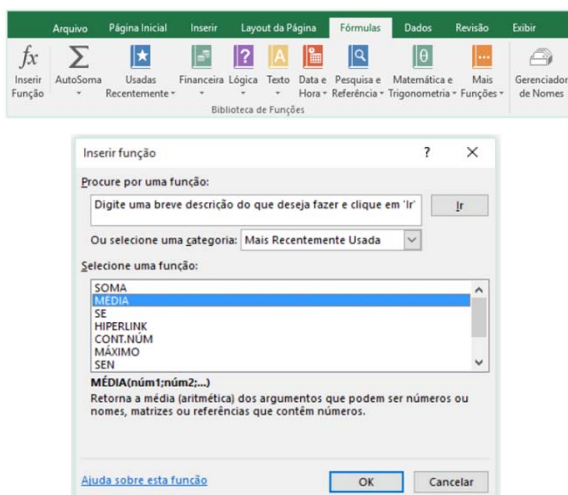 Arquivo Página Inicial Inserir Layout da Página Fórmulas Dados Revisão Exibir
fx
Inserir Função
Σ
AutoSoma
Usadas Recentemente
Financeira
?
Lógica
A
Texto
Data e Hora
Pesquisa e Referência
θ
Matemática e Trigonometria
...
Mais Funções
Gerenciador de Nomes
Biblioteca de Funções
Inserir função ? X
Procure por uma função:
Digite uma breve descrição do que deseja fazer e clique em 'Ir'
Ir
Ou selecione uma categoria: Mais Recentemente Usada
Selecione uma função:
SOMA
MÉDIA
SE
HIPERLINK
CONT.NÚM
MÁXIMO
SEN
MÉDIA(núm1;núm2;...)
Retorna a média (aritmética) dos argumentos que podem ser números ou
nomes, matrizes ou referências que contêm números.
Ajuda sobre esta função OK Cancelar